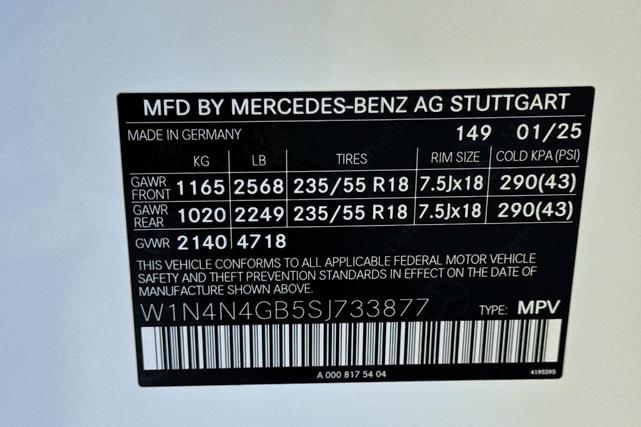 MFD BY MERCEDES-BENZ AG STUTTGART
MADE IN GERMANY 149 01/25
KG LB TIRES RIM SIZE COLD KPA (PSI)
GAWR FRONT 1165 2568 235/55 R18 7.5Jx18 290(43)
GAWR REAR 1020 2249 235/55 R18 7.5Jx18 290(43)
GVWR 2140 4718
THIS VEHICLE CONFORMS TO ALL APPLICABLE FEDERAL MOTOR VEHICLE
SAFETY AND THEFT PREVENTION STANDARDS IN EFFECT ON THE DATE OF
MANUFACTURE SHOWN ABOVE.
W1N4N4GB5SJ733877 TYPE: MPV
A 000 817 54 04 4195595